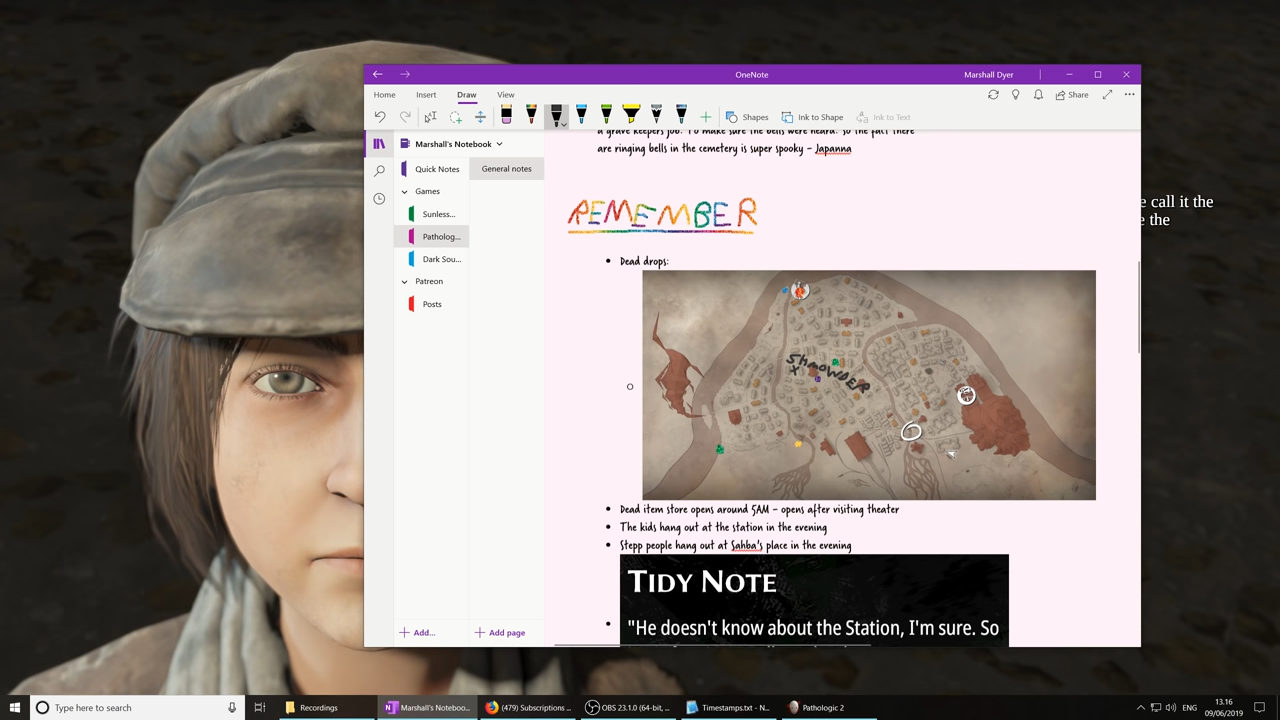 OneNote
Marshall Dyer
Home
Insert
Draw
View
Share
Shapes
Ink to Shape
Ink to Text
Marshall's Notebook
Quick Notes
Games
Sunless...
Patholog...
Dark Sou...
Patreon
Posts
Add...
General notes
Add page
are ringing bells in the cemetery is super spooky - Japanna
REMEMBER
Dead drops:
SHMOWDER
X
Dead item store opens around 5AM - opens after visiting theater
The kids hang out at the station in the evening
Stepp people hang out at Sahba's place in the evening
TIDY NOTE
"He doesn't know about the Station, I'm sure. So
e call it the
e the
Type here to search
Recordings
Marshall's Noteboo...
(479) Subscriptions ...
OBS 23.1.0 (64-bit, ...
Timestamps.txt - N...
Pathologic 2
ENG
13.16
09/06/2019